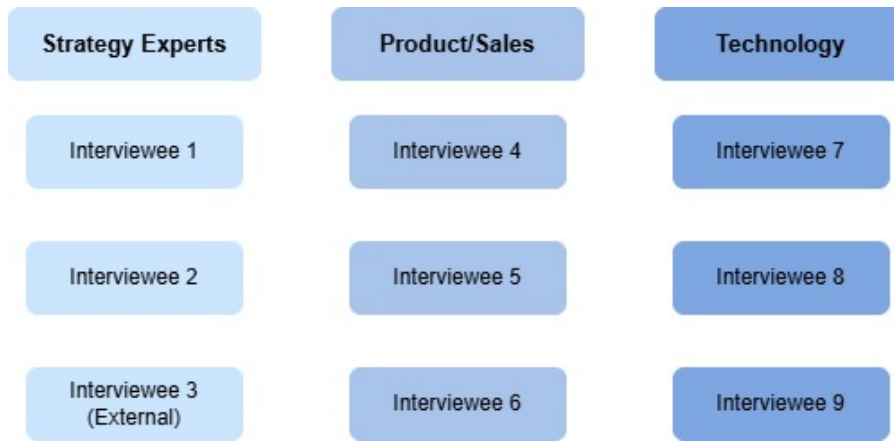 Strategy Experts
Product/Sales
Technology
Interviewee 1
Interviewee 4
Interviewee 7
Interviewee 2
Interviewee 5
Interviewee 8
Interviewee 3
(External)
Interviewee 6
Interviewee 9